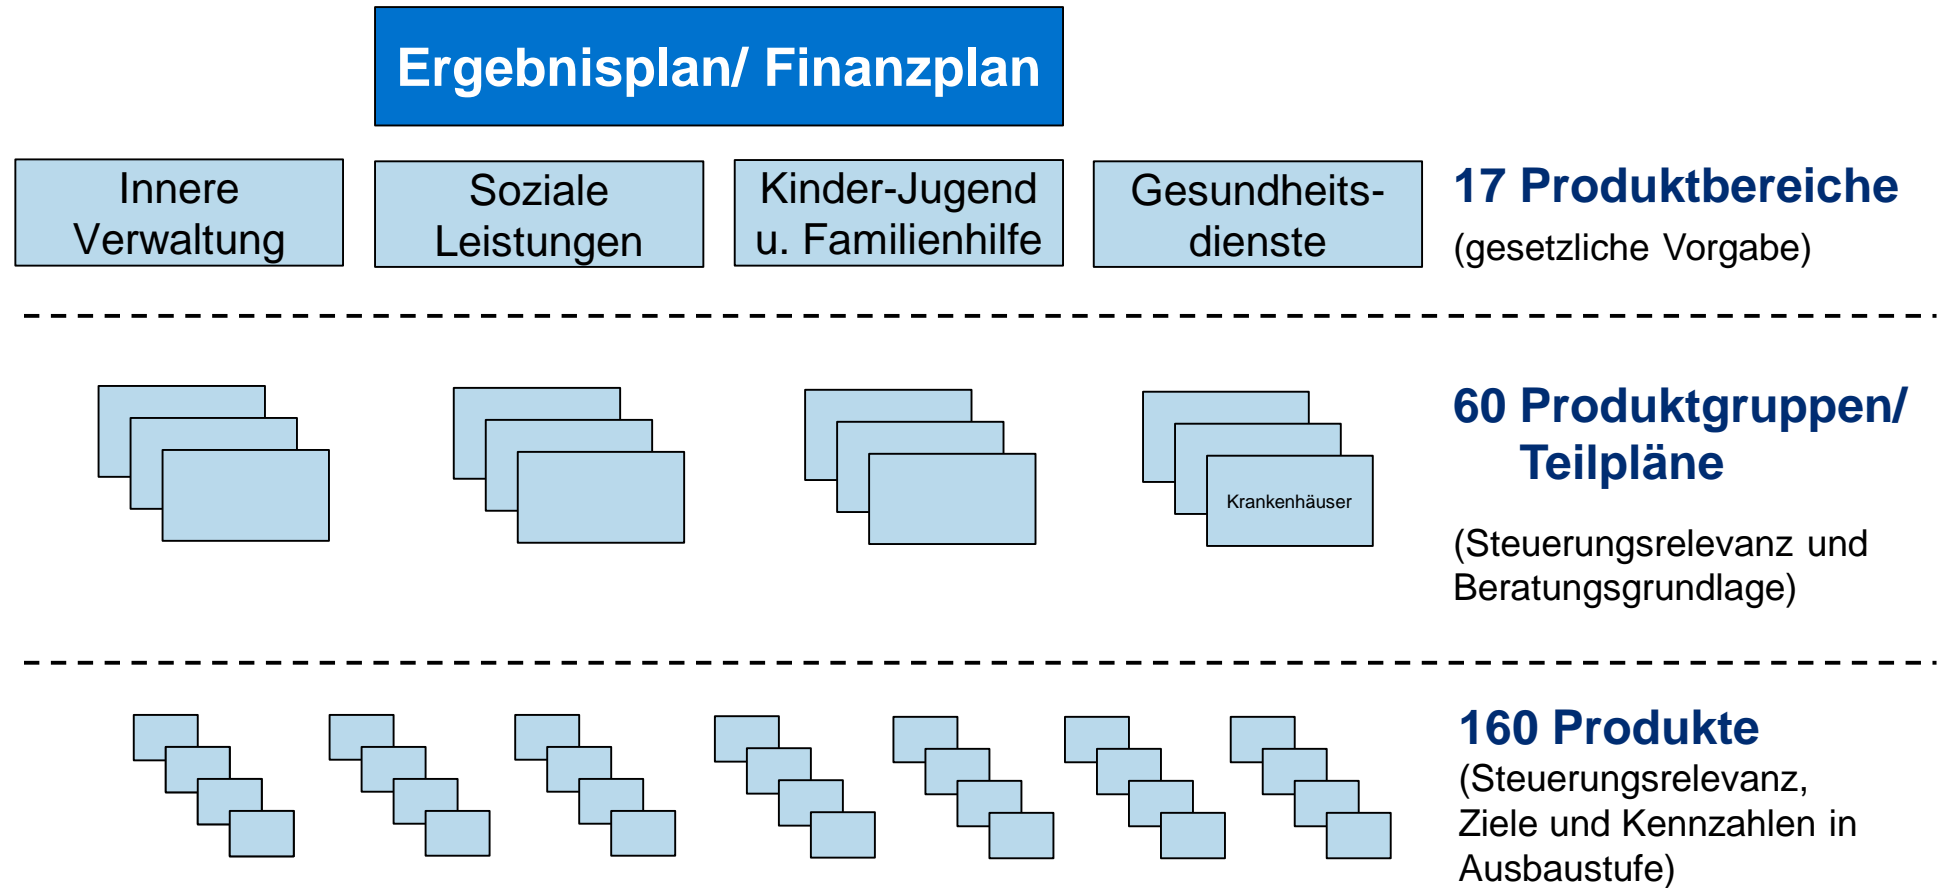 Ergebnisplan/ Finanzplan
Innere
Verwaltung
Soziale
Leistungen
Kinder-Jugend
u. Familienhilfe
Gesundheits-
dienste
17 Produktbereiche
(gesetzliche Vorgabe)
Krankenhäuser
60 Produktgruppen/
Teilpläne
(Steuerungsrelevanz und
Beratungsgrundlage)
160 Produkte
(Steuerungsrelevanz,
Ziele und Kennzahlen in
Ausbaustufe)